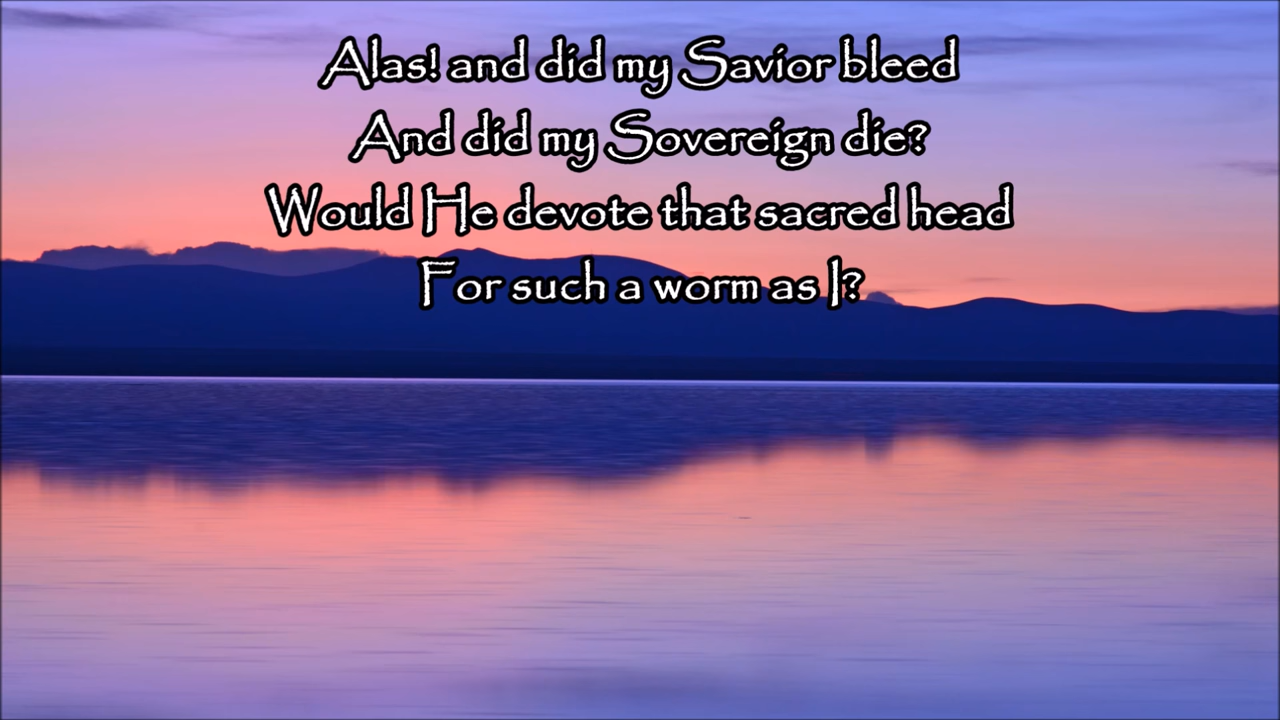 Alas! and did my Savior bleed
And did my Sovereign die?
Would He devote that sacred head
For such a worm as I?